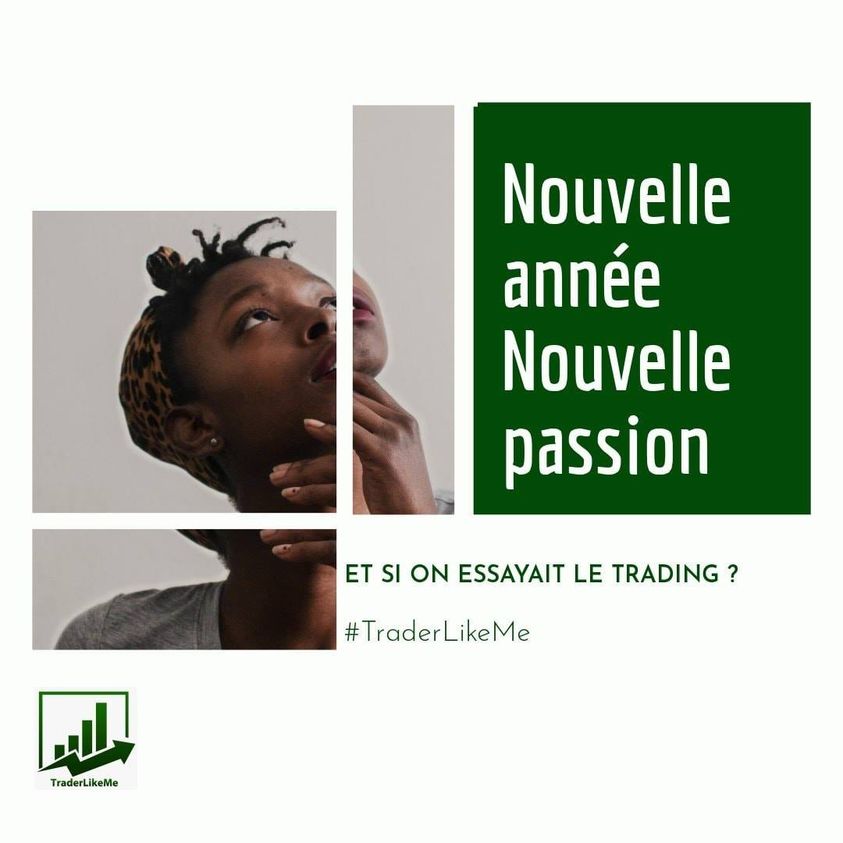 Nouvelle
année
Nouvelle
passion
ET SI ON ESSAYAIT LE TRADING ?
#TraderLikeMe
TraderLikeMe